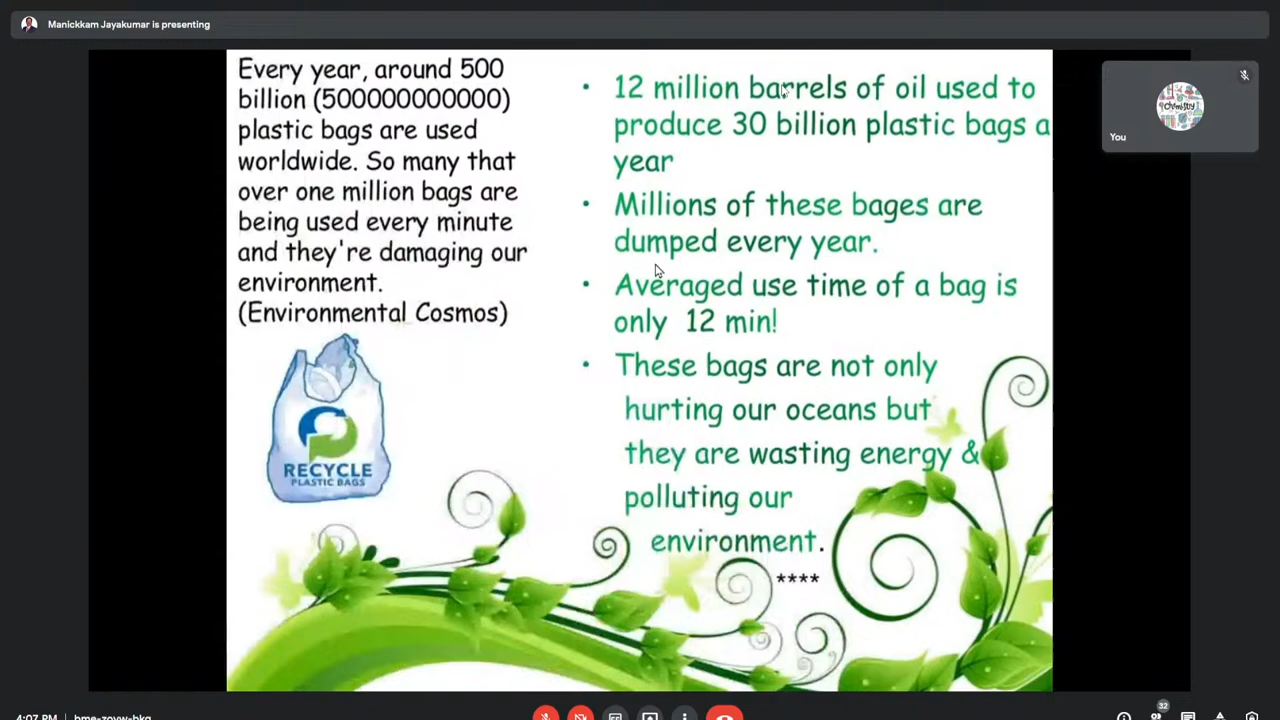 Manickkam Jayakumar is presenting
Every year, around 500
billion (500000000000)
plastic bags are used
worldwide. So many that
over one million bags are
being used every minute
and they're damaging our
environment.
(Environmental Cosmos)
RECYCLE
PLASTIC BAGS
• 12 million barrels of oil used to
produce 30 billion plastic bags a
year
• Millions of these bages are
dumped every year.
• Averaged use time of a bag is
only 12 min!
• These bags are not only
hurting our oceans but
they are wasting energy &
polluting our
environment.
****
Chemistry
You
4:07 PM
32